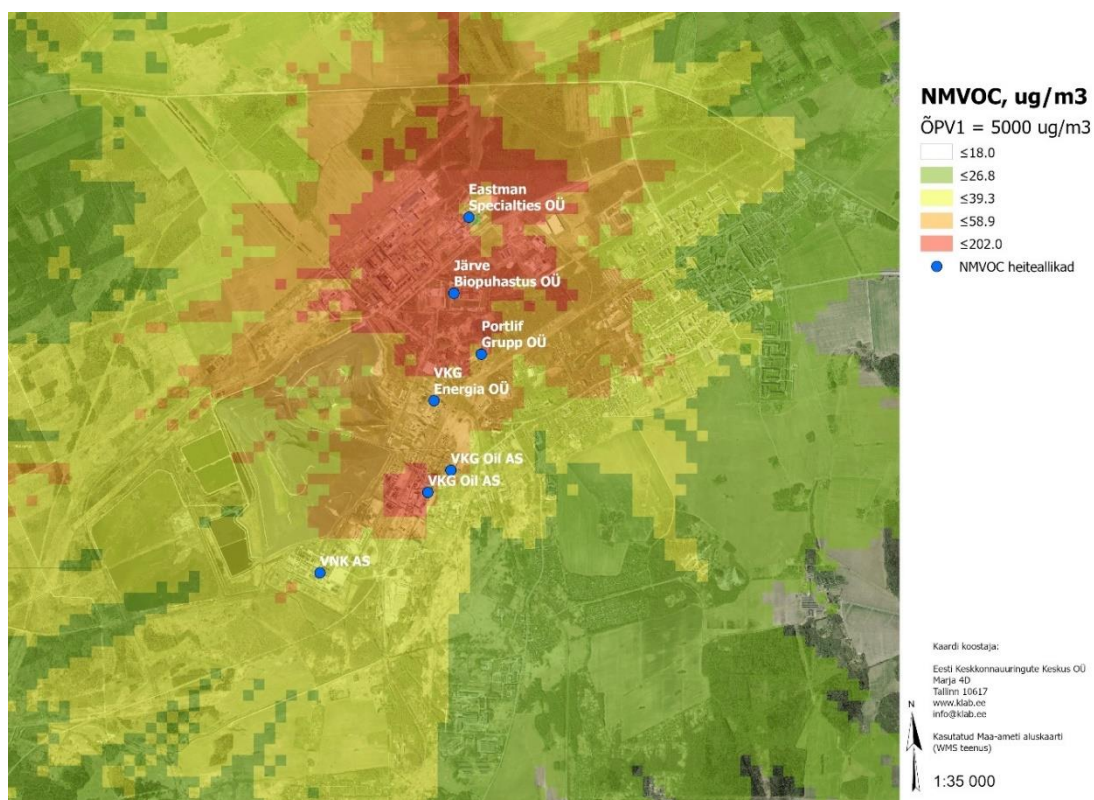 Eastman
Specialties OÜ
Järve
Biopuhastus OÜ
Portlif
Grupp OÜ
VKG
Energia OÜ
VKG Oil AS
VKG Oil AS
VNK AS
NMVOC, ug/m3
ÕPV1 = 5000 ug/m3
≤18.0
≤26.8
≤39.3
≤58.9
≤202.0
NMVOC heiteallikad
Kaardi koostaja:
Eesti Keskkonnauuringute Keskus OÜ
Marja 4D
Tallinn 10617
www.klab.ee
info@klab.ee
N
Kasutatud Maa-ameti aluskaarti
(WMS teenus)
1:35 000